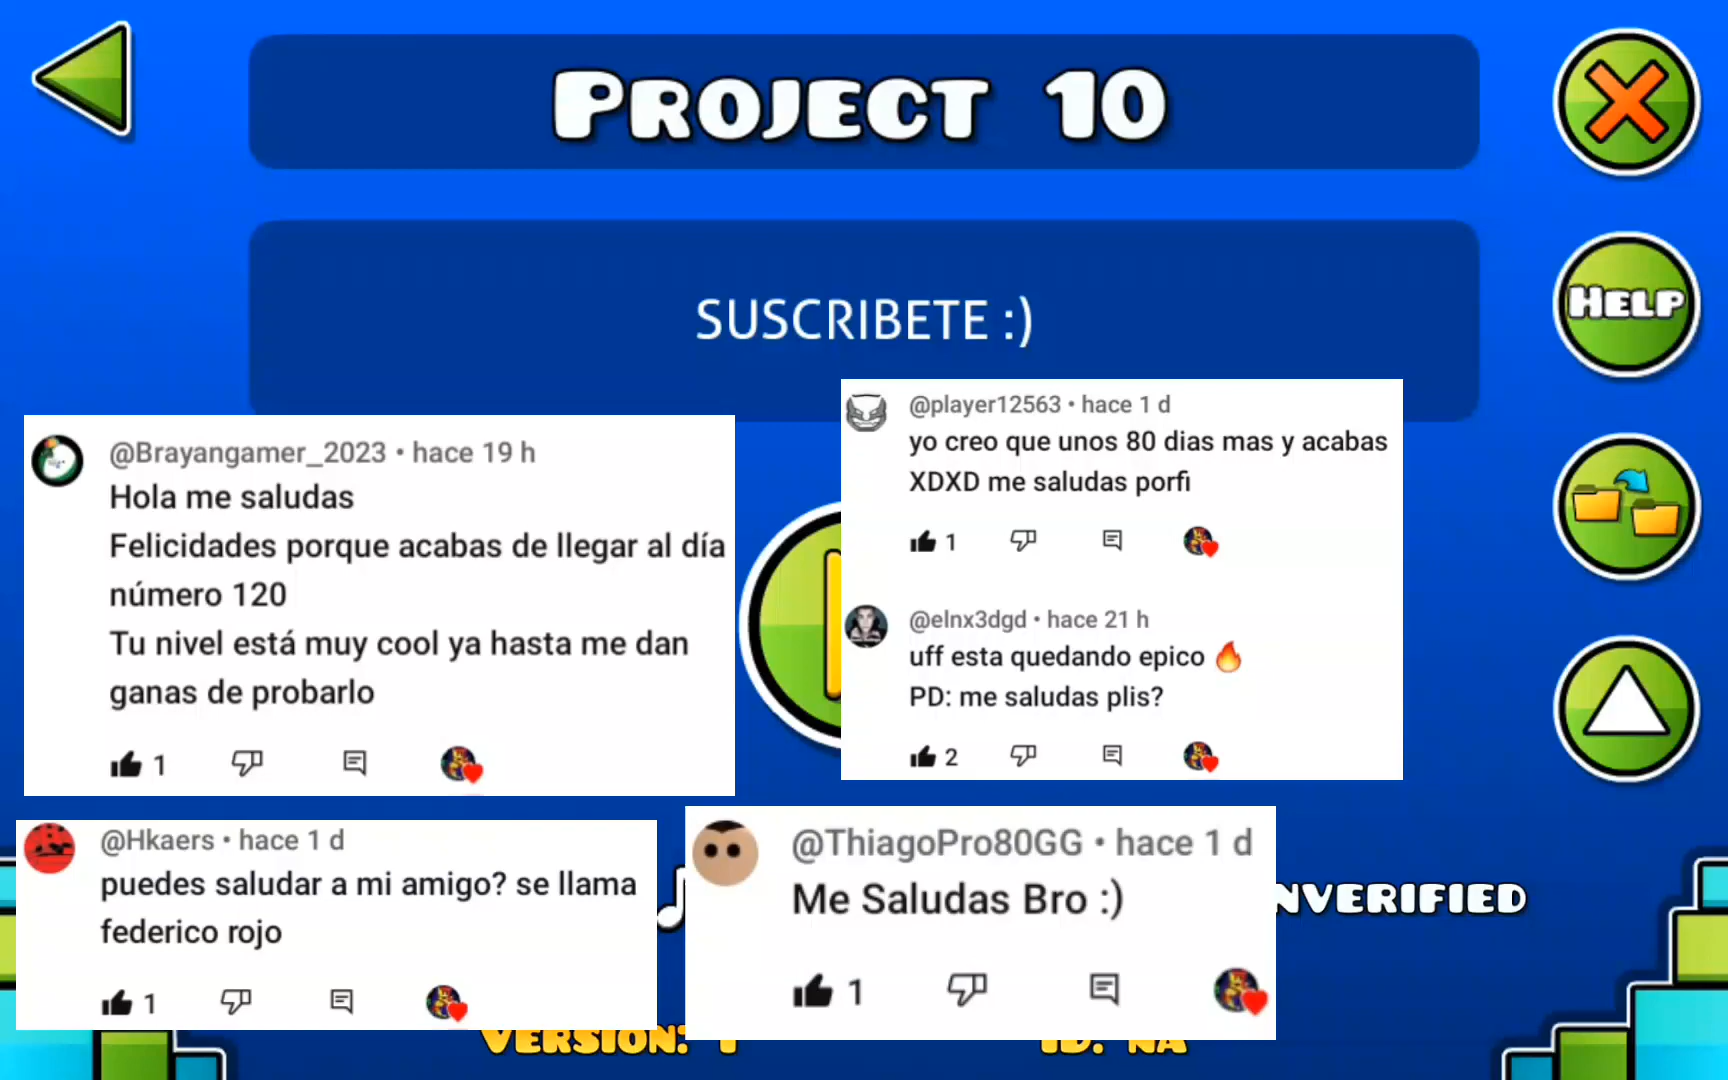 PROJECT 10
SUSCRIBETE :)
HELP
@Brayangamer_2023 • hace 19 h
Hola me saludas
Felicidades porque acabas de llegar al día
número 120
Tu nivel está muy cool ya hasta me dan
ganas de probarlo
1
@player12563 • hace 1 d
yo creo que unos 80 dias mas y acabas
XDXD me saludas porfi
1
@elnx3dgd • hace 21 h
uff esta quedando epico 🔥
PD: me saludas plis?
2
@Hkaers • hace 1 d
puedes saludar a mi amigo? se llama
federico rojo
1
@ThiagoPro80GG • hace 1 d
Me Saludas Bro :)
1
NVERIFIED
VERSION: 1
ID: NA